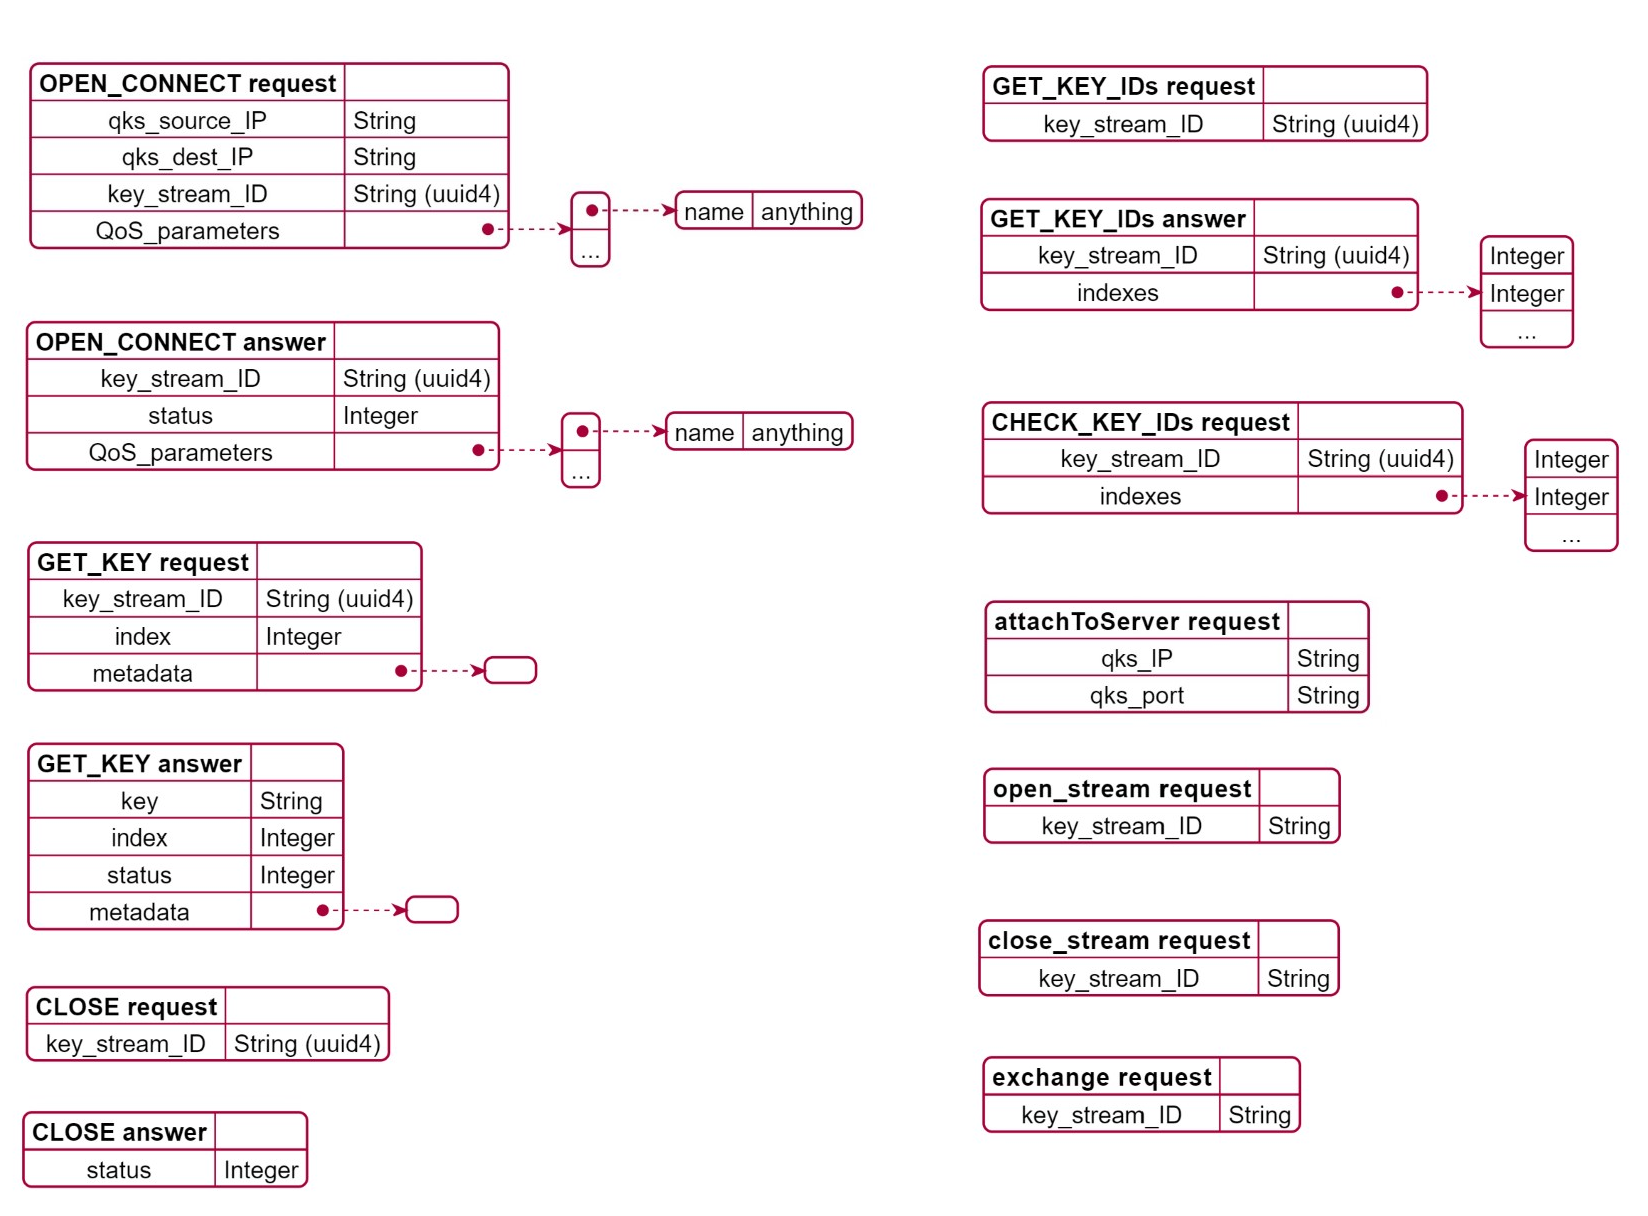 OPEN_CONNECT request
qks_source_IP String
qks_dest_IP String
key_stream_ID String (uuid4)
QoS_parameters
name anything
...
OPEN_CONNECT answer
key_stream_ID String (uuid4)
status Integer
QoS_parameters
name anything
...
GET_KEY request
key_stream_ID String (uuid4)
index Integer
metadata
GET_KEY answer
key String
index Integer
status Integer
metadata
CLOSE request
key_stream_ID String (uuid4)
CLOSE answer
status Integer
GET_KEY_IDs request
key_stream_ID String (uuid4)
GET_KEY_IDs answer
key_stream_ID String (uuid4)
indexes
Integer
Integer
...
CHECK_KEY_IDs request
key_stream_ID String (uuid4)
indexes
Integer
Integer
...
attachToServer request
qks_IP String
qks_port String
open_stream request
key_stream_ID String
close_stream request
key_stream_ID String
exchange request
key_stream_ID String